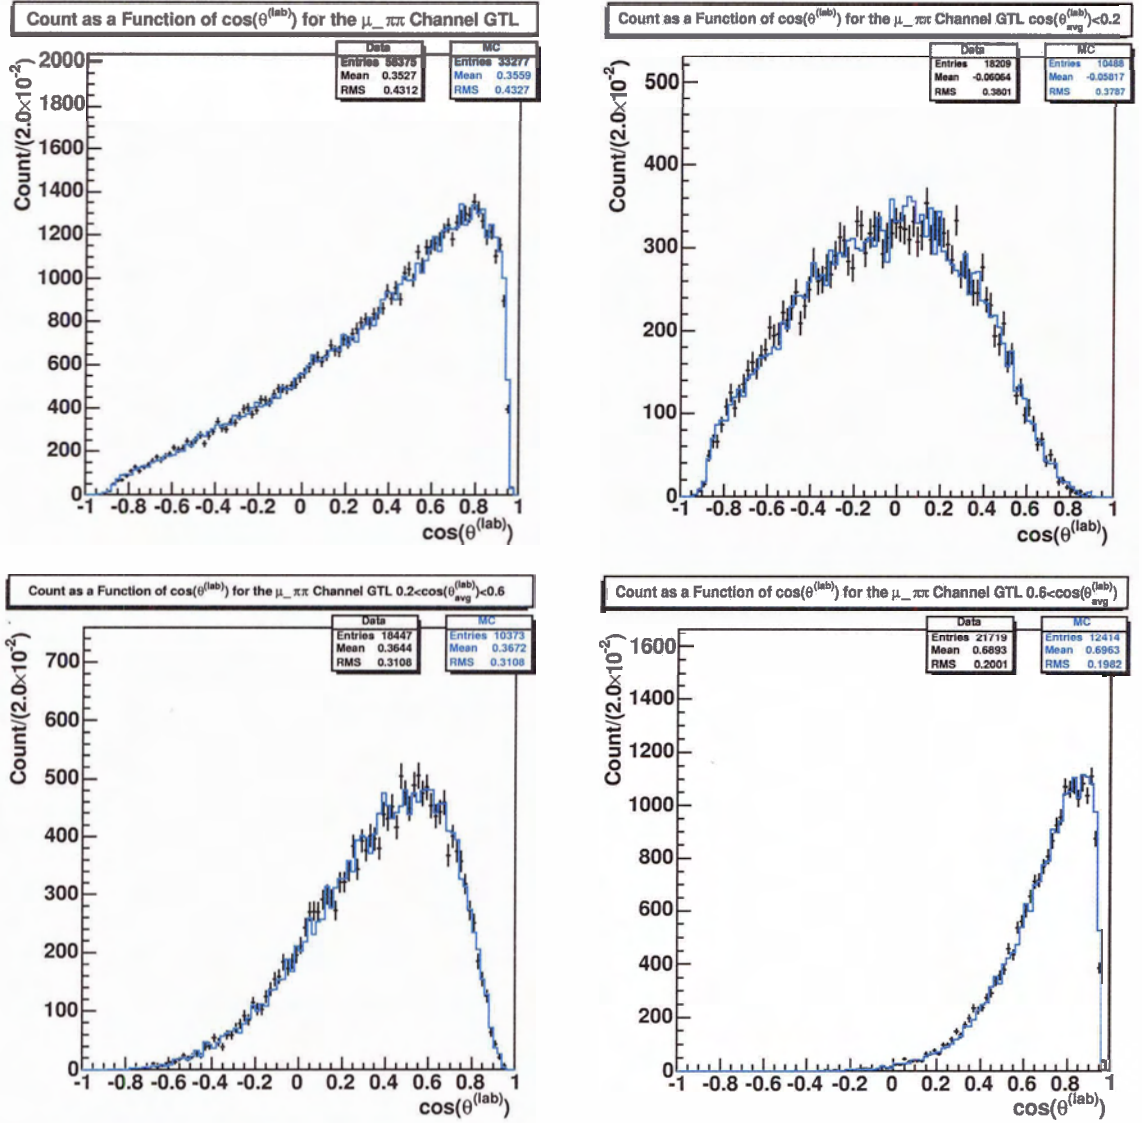 Count as a Function of cos(θ^(lab)) for the μ_ ππ Channel GTL
Data
Entries 58375
Mean 0.3527
RMS 0.4312
MC
Entries 33277
Mean 0.3559
RMS 0.4327
Count/(2.0×10^-2)
2000
1800
1600
1400
1200
1000
800
600
400
200
0
-1 -0.8 -0.6 -0.4 -0.2 0 0.2 0.4 0.6 0.8 1
cos(θ^(lab))
Count as a Function of cos(θ^(lab)) for the μ_ ππ Channel GTL cos(θ_avg^(lab))<0.2
Data
Entries 18209
Mean -0.06064
RMS 0.3801
MC
Entries 10488
Mean -0.05817
RMS 0.3787
Count/(2.0×10^-2)
500
400
300
200
100
0
-1 -0.8 -0.6 -0.4 -0.2 0 0.2 0.4 0.6 0.8 1
cos(θ^(lab))
Count as a Function of cos(θ^(lab)) for the μ_ ππ Channel GTL 0.2<cos(θ_avg^(lab))<0.6
Data
Entries 18447
Mean 0.3644
RMS 0.3108
MC
Entries 10373
Mean 0.3672
RMS 0.3108
Count/(2.0×10^-2)
700
600
500
400
300
200
100
0
-1 -0.8 -0.6 -0.4 -0.2 0 0.2 0.4 0.6 0.8 1
cos(θ^(lab))
Count as a Function of cos(θ^(lab)) for the μ_ ππ Channel GTL 0.6<cos(θ_avg^(lab))
Data
Entries 21719
Mean 0.6893
RMS 0.2001
MC
Entries 12414
Mean 0.6963
RMS 0.1982
Count/(2.0×10^-2)
1600
1400
1200
1000
800
600
400
200
0
-1 -0.8 -0.6 -0.4 -0.2 0 0.2 0.4 0.6 0.8 1
cos(θ^(lab))